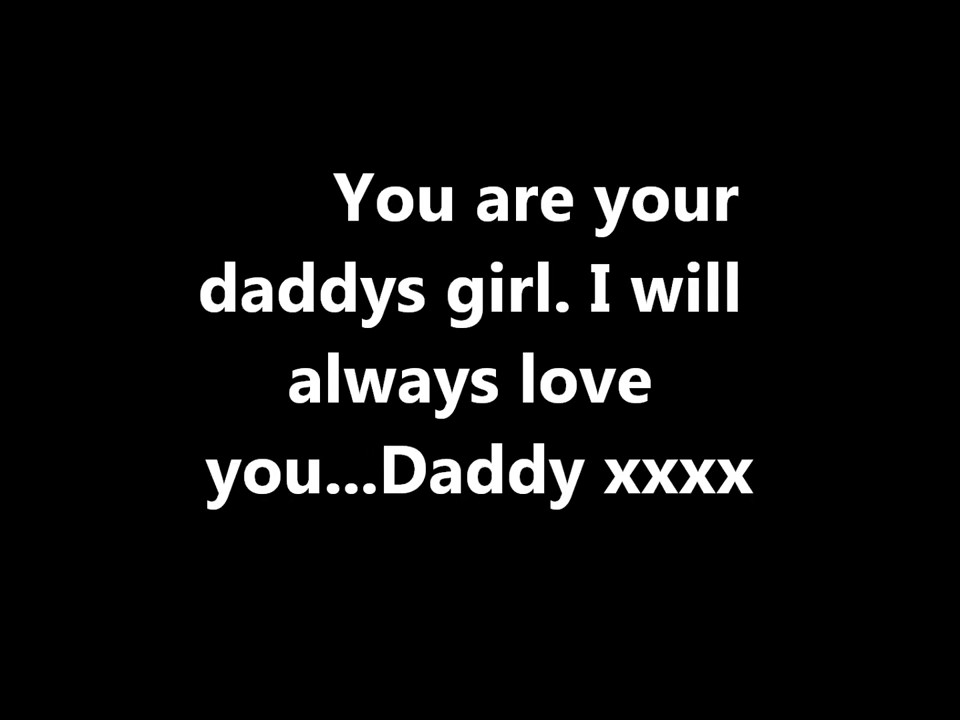 You are your
daddys girl. I will
always love
you...Daddy xxxx